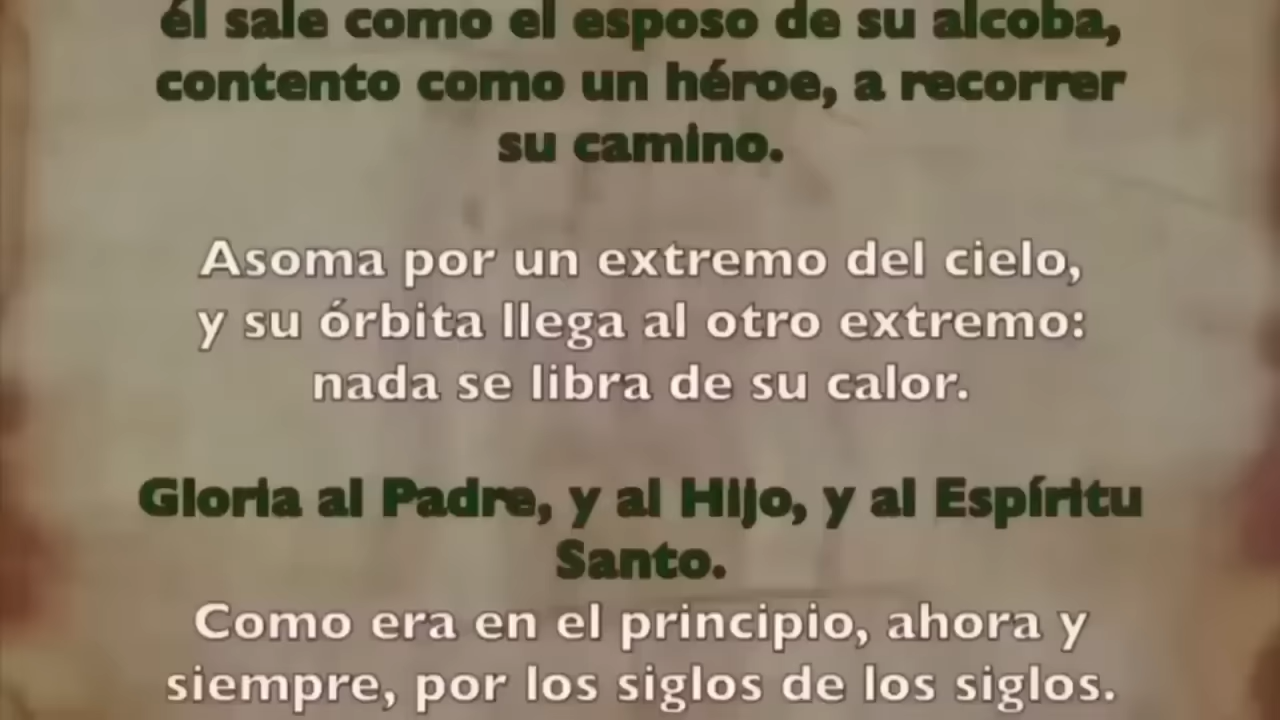 él sale como el esposo de su alcoba,
contento como un héroe, a recorrer
su camino.
Asoma por un extremo del cielo,
y su órbita llega al otro extremo:
nada se libra de su calor.
Gloria al Padre, y al Hijo, y al Espíritu
Santo.
Como era en el principio, ahora y
siempre, por los siglos de los siglos.